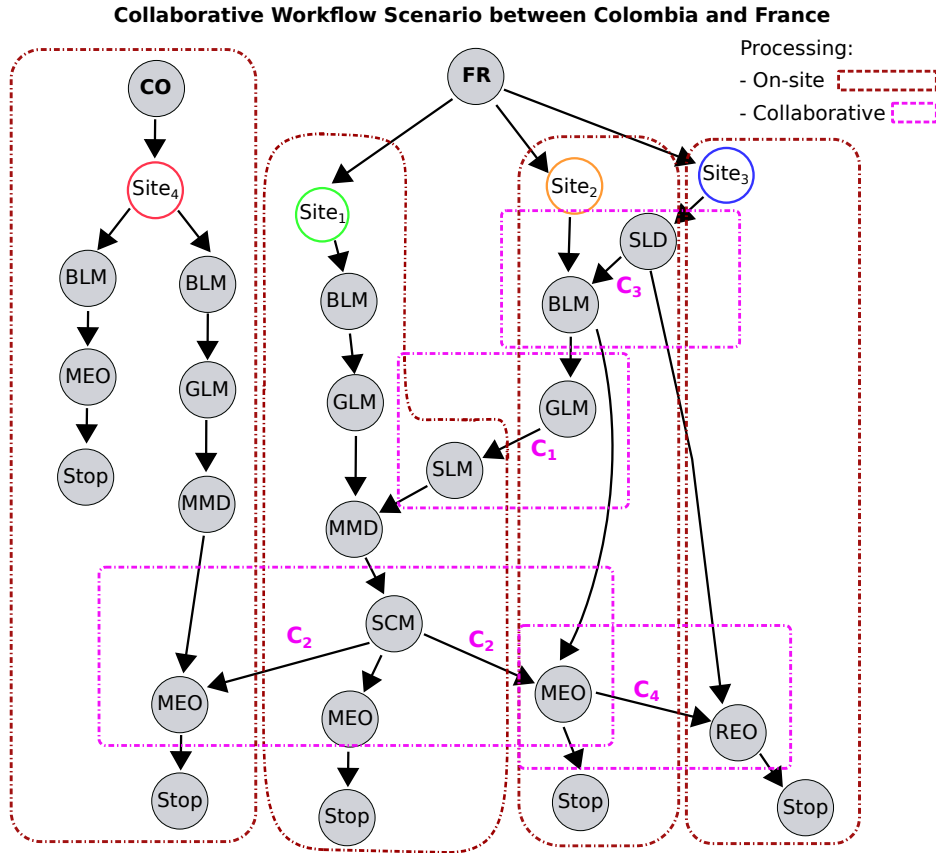 Collaborative Workflow Scenario between Colombia and France
Processing:
- On-site
- Collaborative
CO
FR
Site4
Site1
Site2
Site3
BLM
BLM
BLM
SLD
C3
BLM
MEO
GLM
GLM
GLM
C1
Stop
SLM
MMD
MMD
SCM
C2
C2
MEO
MEO
MEO
C4
REO
Stop
Stop
Stop
Stop